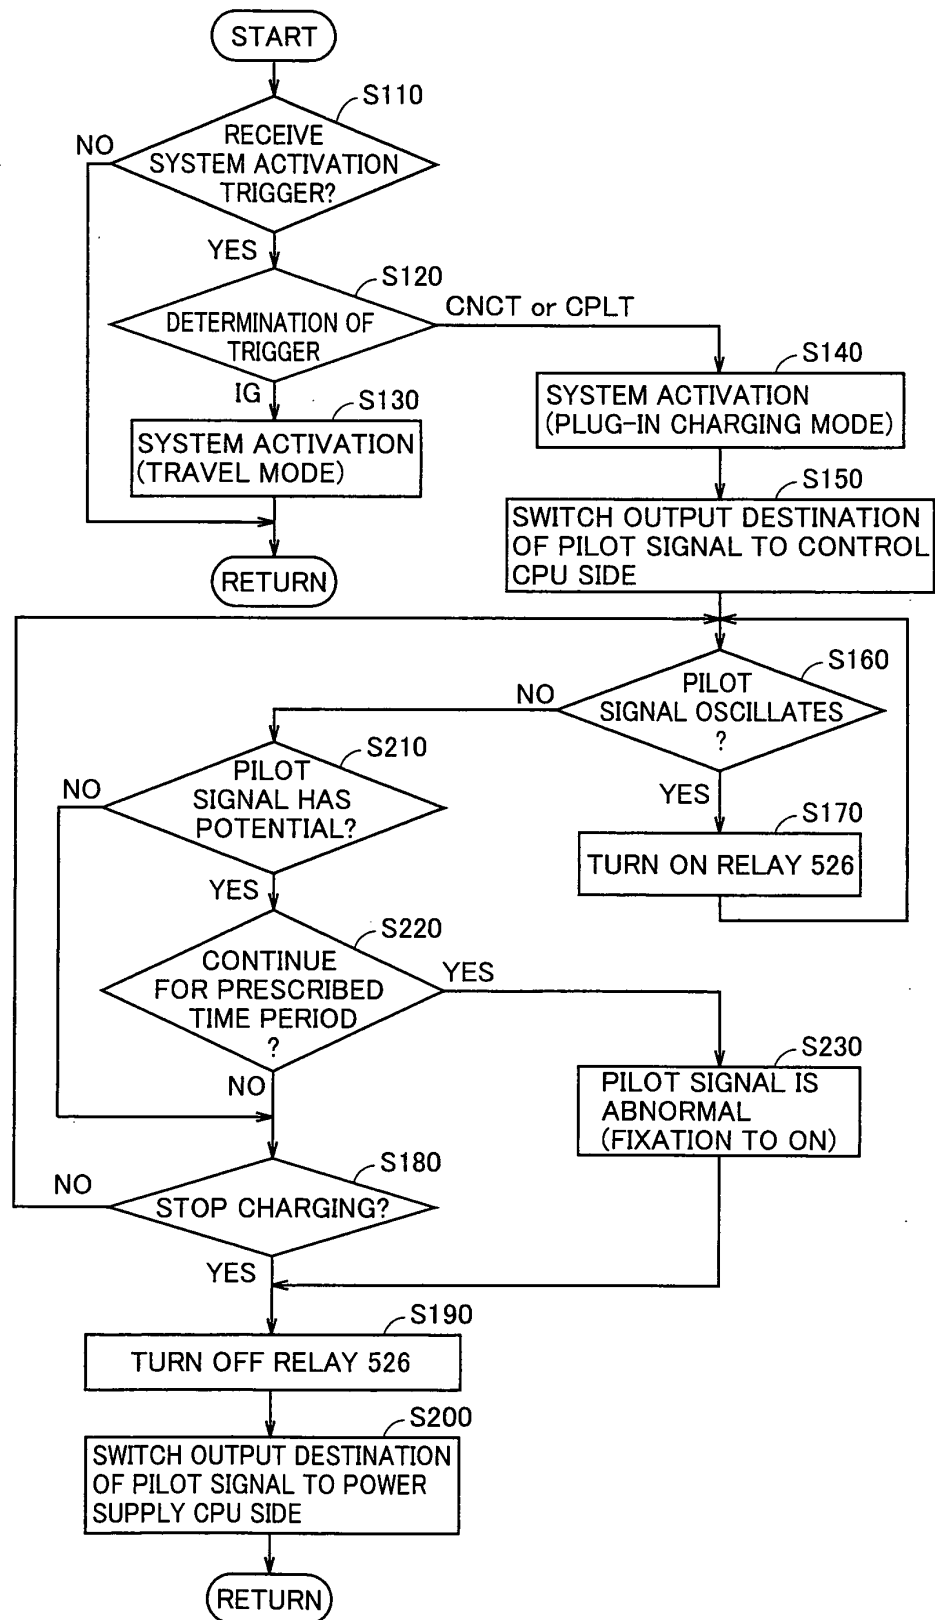 START
S110
RECEIVE
SYSTEM ACTIVATION
TRIGGER?
NO
YES
S120
DETERMINATION OF
TRIGGER
CNCT or CPLT
IG
S130
SYSTEM ACTIVATION
(TRAVEL MODE)
RETURN
S140
SYSTEM ACTIVATION
(PLUG-IN CHARGING MODE)
S150
SWITCH OUTPUT DESTINATION
OF PILOT SIGNAL TO CONTROL
CPU SIDE
S160
PILOT
SIGNAL OSCILLATES
?
NO
YES
S170
TURN ON RELAY 526
S210
PILOT
SIGNAL HAS
POTENTIAL?
NO
YES
S220
CONTINUE
FOR PRESCRIBED
TIME PERIOD
?
YES
NO
S230
PILOT SIGNAL IS
ABNORMAL
(FIXATION TO ON)
S180
STOP CHARGING?
NO
YES
S190
TURN OFF RELAY 526
S200
SWITCH OUTPUT DESTINATION
OF PILOT SIGNAL TO POWER
SUPPLY CPU SIDE
RETURN